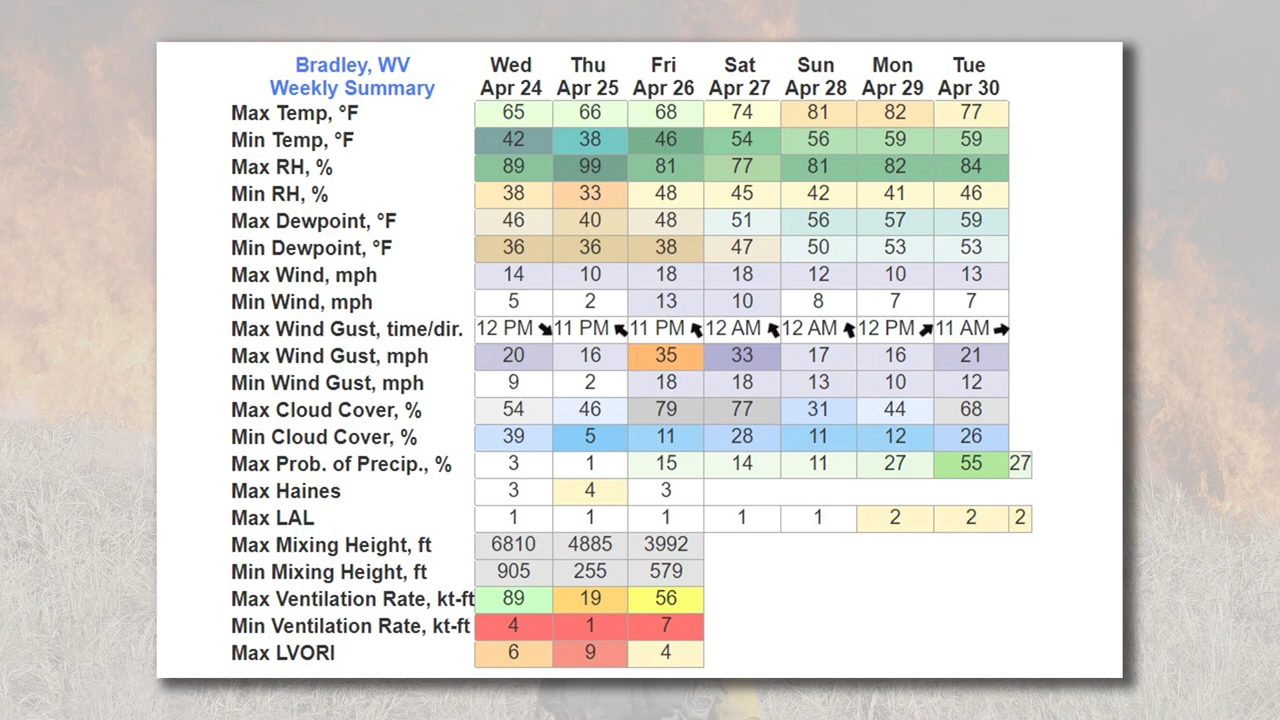 Bradley, WV Wed Thu Fri Sat Sun Mon Tue
Weekly Summary Apr 24 Apr 25 Apr 26 Apr 27 Apr 28 Apr 29 Apr 30
Max Temp, °F 65 66 68 74 81 82 77
Min Temp, °F 42 38 46 54 56 59 59
Max RH, % 89 99 81 77 81 82 84
Min RH, % 38 33 48 45 42 41 46
Max Dewpoint, °F 46 40 48 51 56 57 59
Min Dewpoint, °F 36 36 38 47 50 53 53
Max Wind, mph 14 10 18 18 12 10 13
Min Wind, mph 5 2 13 10 8 7 7
Max Wind Gust, time/dir. 12 PM 11 PM 11 PM 12 AM 12 AM 12 PM 11 AM
Max Wind Gust, mph 20 16 35 33 17 16 21
Min Wind Gust, mph 9 2 18 18 13 10 12
Max Cloud Cover, % 54 46 79 77 31 44 68
Min Cloud Cover, % 39 5 11 28 11 12 26
Max Prob. of Precip., % 3 1 15 14 11 27 55 27
Max Haines 3 4 3
Max LAL 1 1 1 1 1 2 2 2
Max Mixing Height, ft 6810 4885 3992
Min Mixing Height, ft 905 255 579
Max Ventilation Rate, kt-ft 89 19 56
Min Ventilation Rate, kt-ft 4 1 7
Max LVORI 6 9 4